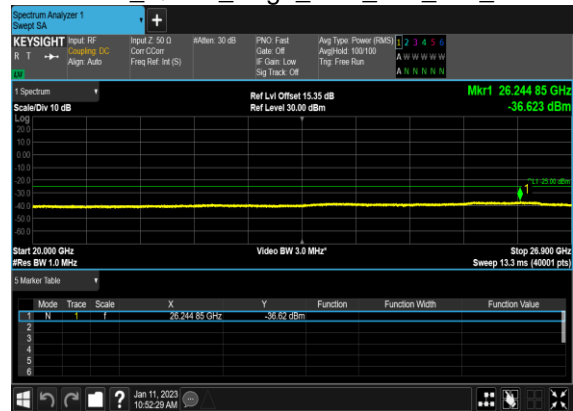 Spectrum Analyzer 1
Swept SA
+
KEYSIGHT Input: RF Input Z: 50 Ω #Atten: 30 dB PNO: Fast Avg Type: Power (RMS) 1 2 3 4 5 6
R T Coupling: DC Corr CCorr Gate: Off Avg|Hold: 100/100 A W W W W W
Align: Auto Freq Ref: Int (S) IF Gain: Low Trig: Free Run
LXI Sig Track: Off A N N N N N
1 Spectrum Ref Lvl Offset 15.35 dB Mkr1 26.244 85 GHz
Scale/Div 10 dB Ref Level 30.00 dBm -36.623 dBm
Log
20.0
10.0
0.00
-10.0
-20.0
DL1 -25.00 dBm
-30.0
1
-40.0
-50.0
-60.0
Start 20.000 GHz Video BW 3.0 MHz* Stop 26.900 GHz
#Res BW 1.0 MHz Sweep 13.3 ms (40001 pts)
5 Marker Table
Mode Trace Scale X Y Function Function Width Function Value
1 N 1 f 26.244 85 GHz -36.62 dBm
2
3
4
5
6
? Jan 11, 2023
10:52:29 AM